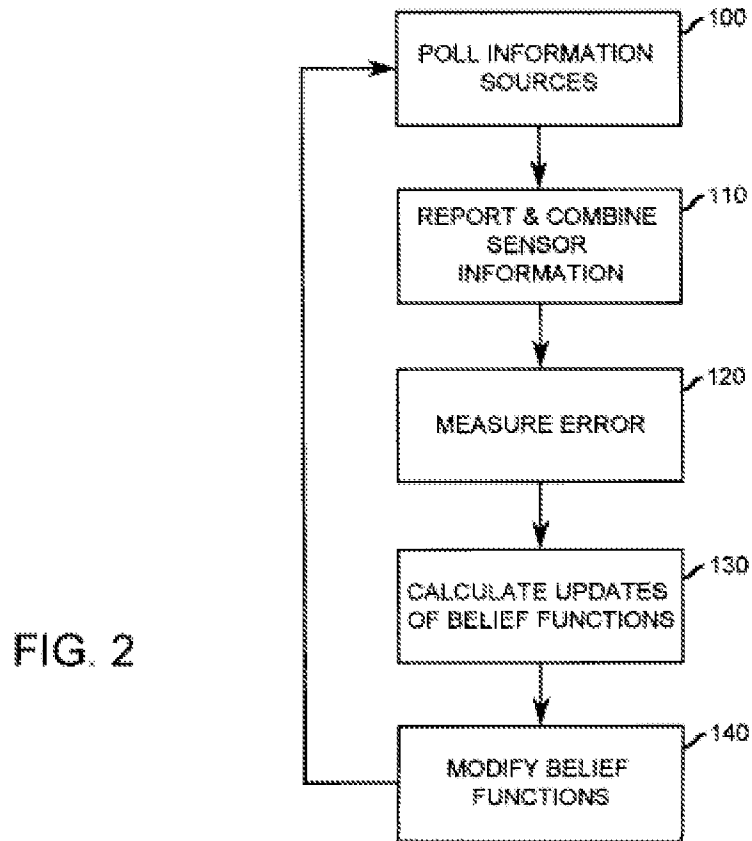 100
POLL INFORMATION
SOURCES
110
REPORT & COMBINE
SENSOR
INFORMATION
120
MEASURE ERROR
130
CALCULATE UPDATES
OF BELIEF FUNCTIONS
FIG. 2
140
MODIFY BELIEF
FUNCTIONS